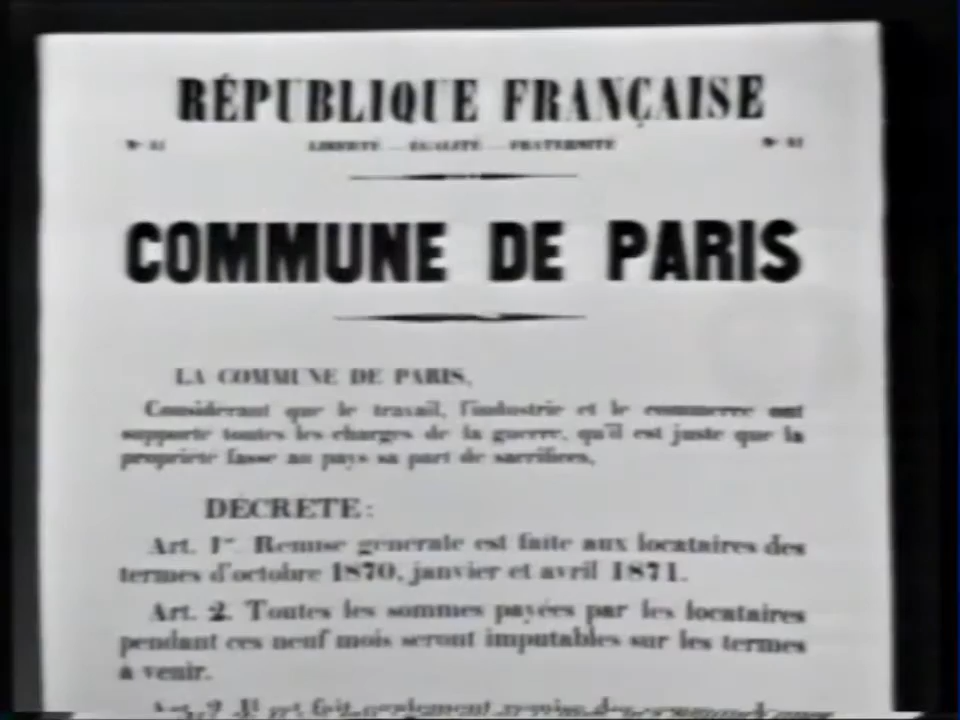 RÉPUBLIQUE FRANÇAISE
LIBERTÉ — ÉGALITÉ — FRATERNITÉ
COMMUNE DE PARIS
LA COMMUNE DE PARIS,
Considérant que le travail, l'industrie et le commerce ont
supporté toutes les charges de la guerre, qu'il est juste que la
propriété fasse au pays sa part de sacrifices,
DÉCRÈTE :
Art. 1er Remise générale est faite aux locataires des
termes d'octobre 1870, janvier et avril 1871.
Art. 2. Toutes les sommes payées par les locataires
pendant ces neuf mois seront imputables sur les termes
à venir.